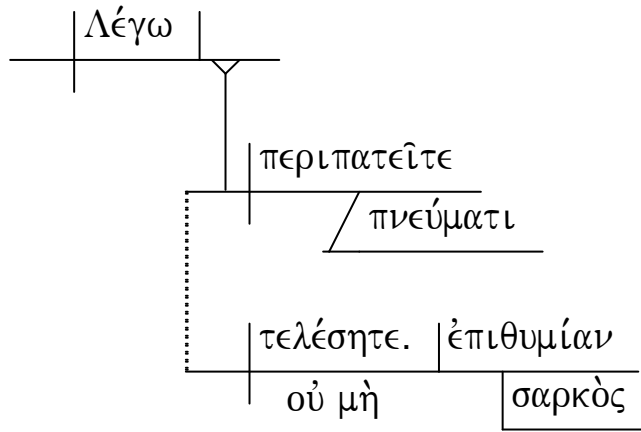 Λέγω
περιπατεῖτε
πνεύματι
τελέσητε. ἐπιθυμίαν
οὐ μὴ σαρκὸς